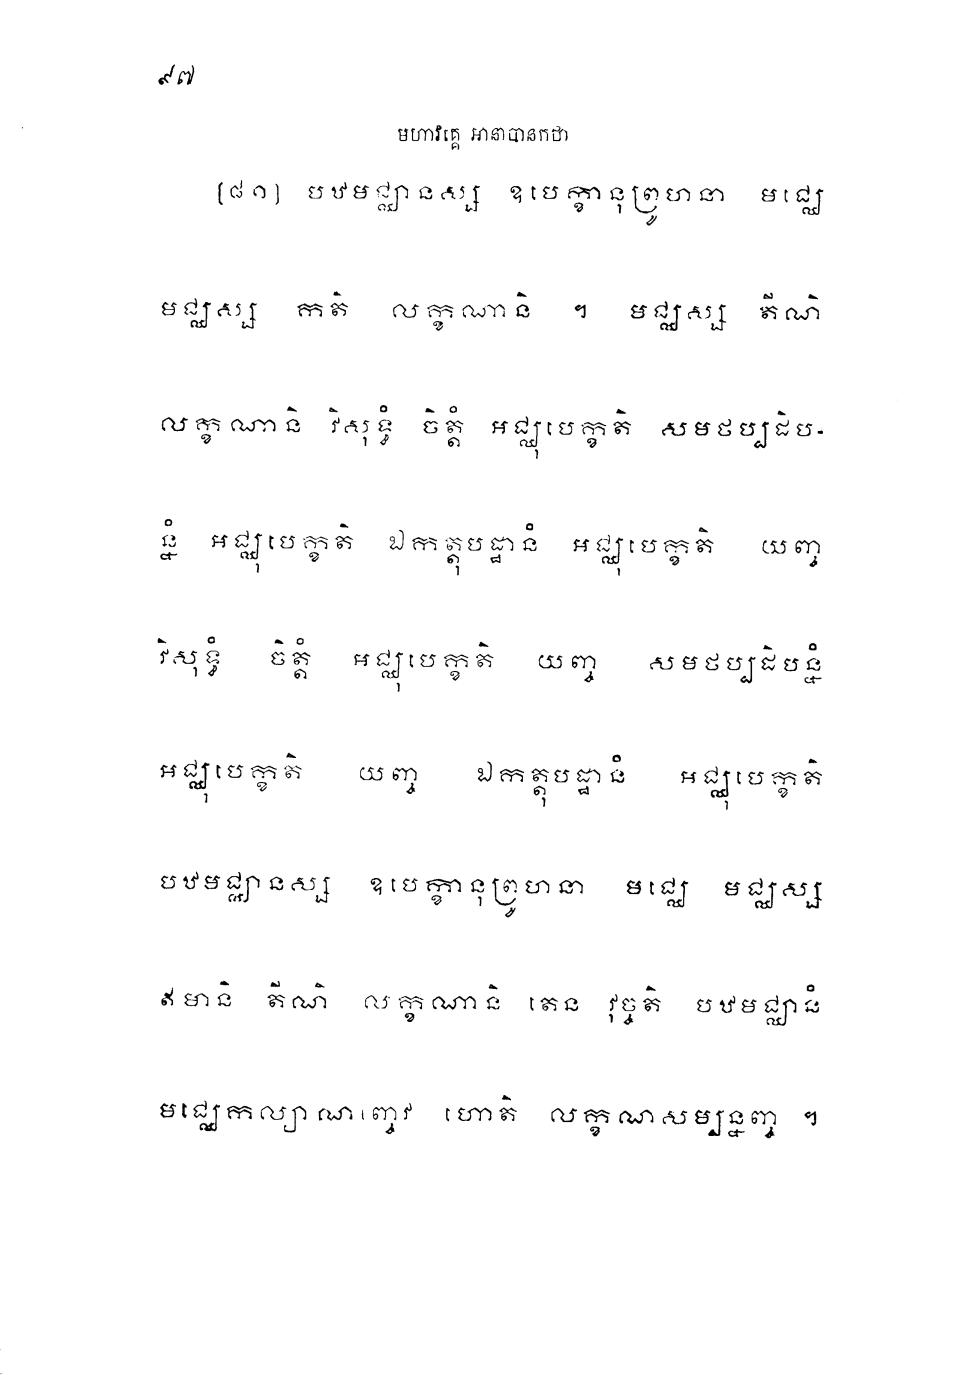 ៩៧
មហាវគ្គេ អានាបានកថា
[៨១] បឋមជ្ឈានស្ស ឧបេក្ខានុព្រូហនា មជ្ឈេ
មជ្ឈស្ស កតិ លក្ខណានិ ។ មជ្ឈស្ស តីណិ
លក្ខណានិ វិសុទ្ធំ ចិត្តំ អជ្ឈុបេក្ខតិ សមថប្បដិប-
ន្នំ អជ្ឈុបេក្ខតិ ឯកត្តុបដ្ឋានំ អជ្ឈុបេក្ខតិ យញ្ច
វិសុទ្ធំ ចិត្តំ អជ្ឈុបេក្ខតិ យញ្ច សមថប្បដិបន្នំ
អជ្ឈុបេក្ខតិ យញ្ច ឯកត្តុបដ្ឋានំ អជ្ឈុបេក្ខតិ
បឋមជ្ឈានស្ស ឧបេក្ខានុព្រូហនា មជ្ឈេ មជ្ឈស្ស
ឥមានិ តីណិ លក្ខណានិ តេន វុច្ចតិ បឋមជ្ឈានំ
មជ្ឈេកល្យាណញ្ចេវ ហោតិ លក្ខណសម្បន្នញ្ច ។